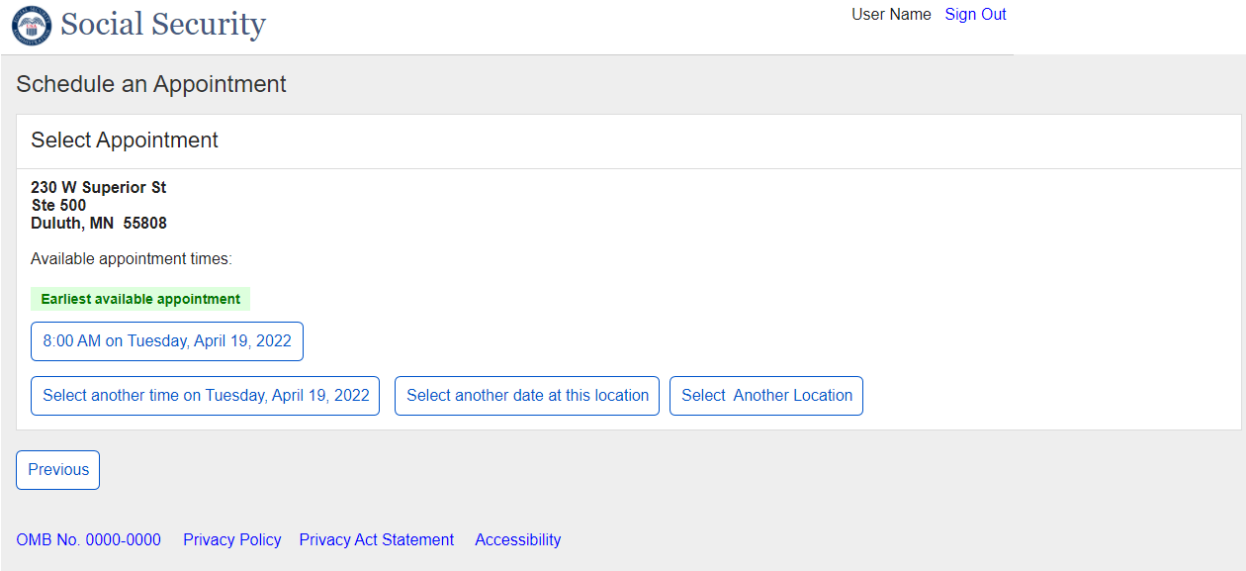 Social Security
User Name Sign Out
Schedule an Appointment
Select Appointment
230 W Superior St
Ste 500
Duluth, MN  55808
Available appointment times:
Earliest available appointment
8:00 AM on Tuesday, April 19, 2022
Select another time on Tuesday, April 19, 2022 Select another date at this location Select  Another Location
Previous
OMB No. 0000-0000 Privacy Policy Privacy Act Statement Accessibility